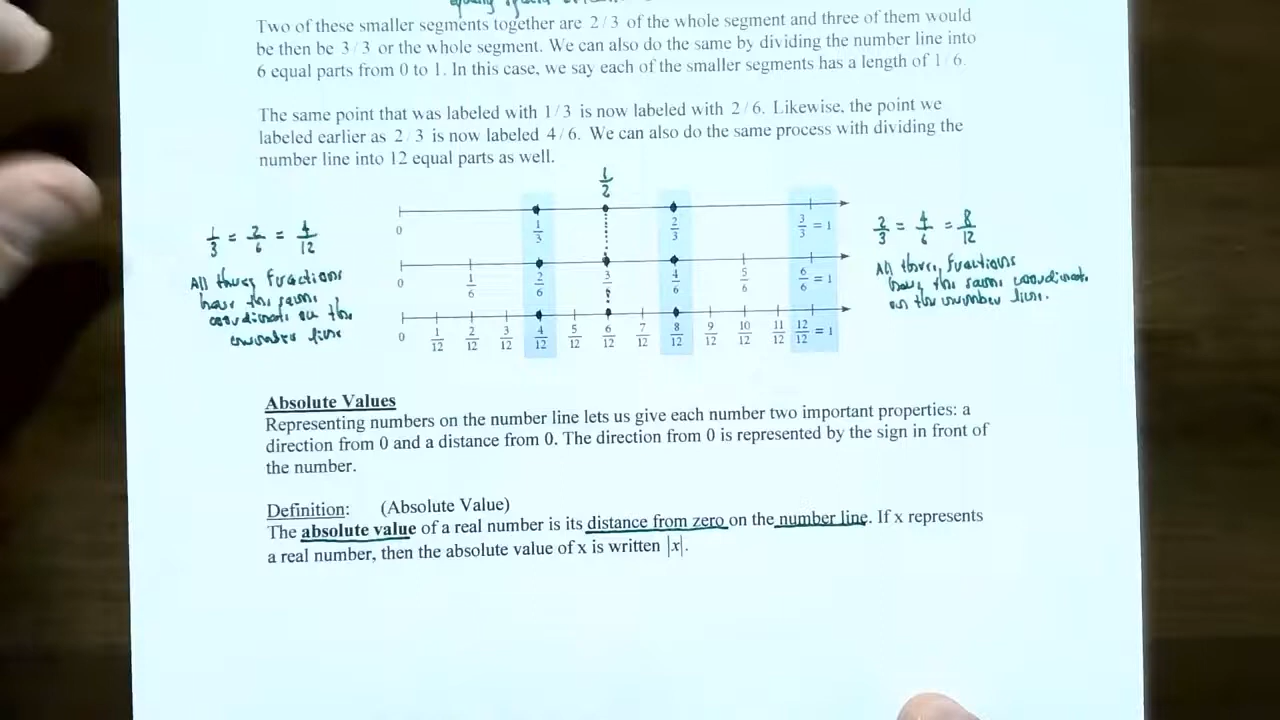 equally
Two of these smaller segments together are 2/3 of the whole segment and three of them would
be then be 3/3 or the whole segment. We can also do the same by dividing the number line into
6 equal parts from 0 to 1. In this case, we say each of the smaller segments has a length of 1/6.
The same point that was labeled with 1/3 is now labeled with 2/6. Likewise, the point we
labeled earlier as 2/3 is now labeled 4/6. We can also do the same process with dividing the
number line into 12 equal parts as well.
1/2
0 1/3 2/3 3/3 = 1
0 1/6 2/6 3/6 4/6 5/6 6/6 = 1
0 1/12 2/12 3/12 4/12 5/12 6/12 7/12 8/12 9/12 10/12 11/12 12/12 = 1
1/3 = 2/6 = 4/12
All three fractions
have the same
coordinate on the
number line
2/3 = 4/6 = 8/12
All three fractions
have the same coordinate
on the number line.
Absolute Values
Representing numbers on the number line lets us give each number two important properties: a
direction from 0 and a distance from 0. The direction from 0 is represented by the sign in front of
the number.
Definition: (Absolute Value)
The absolute value of a real number is its distance from zero on the number line. If x represents
a real number, then the absolute value of x is written |x|.